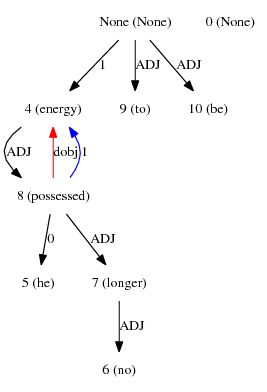 None (None) 0 (None)
1 ADJ ADJ
4 (energy) 9 (to) 10 (be)
ADJ dobj 1
8 (possessed)
0 ADJ
5 (he) 7 (longer)
ADJ
6 (no)